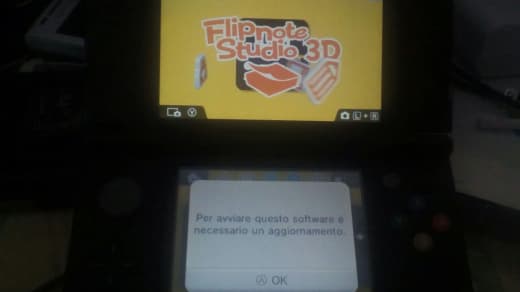 Flipnote
Studio 3D
Y
L + R
Per avviare questo software è
necessario un aggiornamento.
A OK